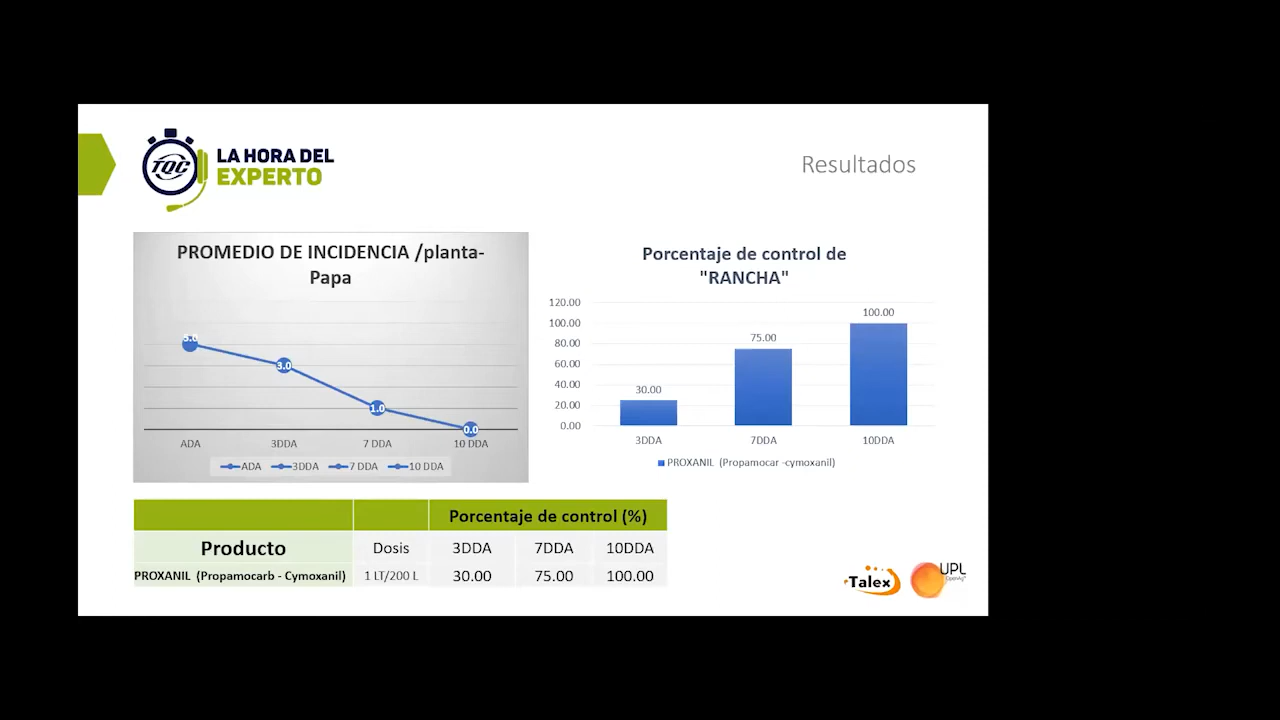 TQC
LA HORA DEL
EXPERTO
Resultados
PROMEDIO DE INCIDENCIA /planta-
Papa
3.0
1.0
0.0
ADA 3DDA 7 DDA 10 DDA
ADA 3DDA 7 DDA 10 DDA
Porcentaje de control de
"RANCHA"
120.00
100.00
80.00
60.00
40.00
20.00
0.00
30.00
75.00
100.00
3DDA 7DDA 10DDA
PROXANIL (Propamocar -cymoxanil)
Porcentaje de control (%)
Producto Dosis 3DDA 7DDA 10DDA
PROXANIL (Propamocarb - Cymoxanil) 1 LT/200 L 30.00 75.00 100.00
Talex
UPL
OpenAg